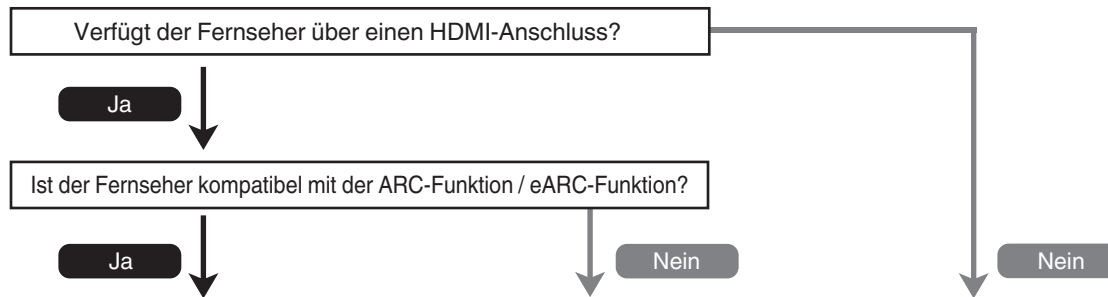 Verfügt der Fernseher über einen HDMI-Anschluss?
Ja
Ist der Fernseher kompatibel mit der ARC-Funktion / eARC-Funktion?
Ja
Nein
Nein